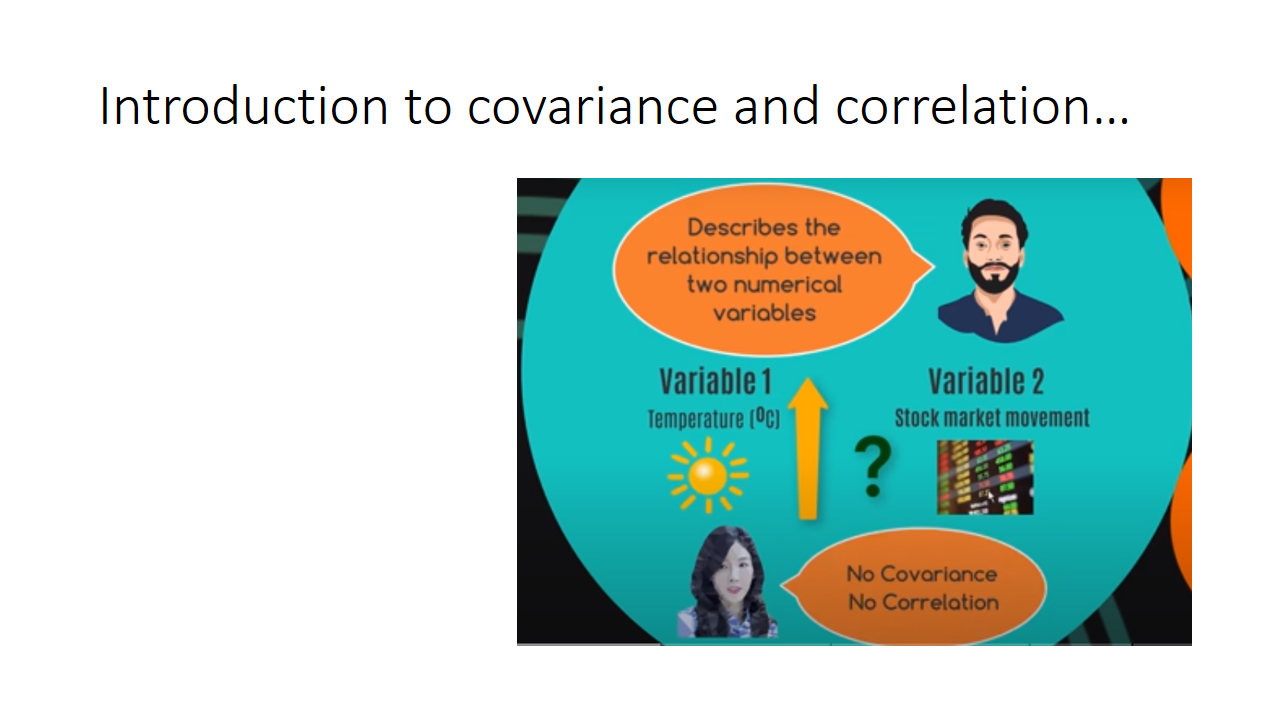 Introduction to covariance and correlation...
Describes the
relationship between
two numerical
variables
Variable 1
Temperature (⁰C)
Variable 2
Stock market movement
No Covariance
No Correlation